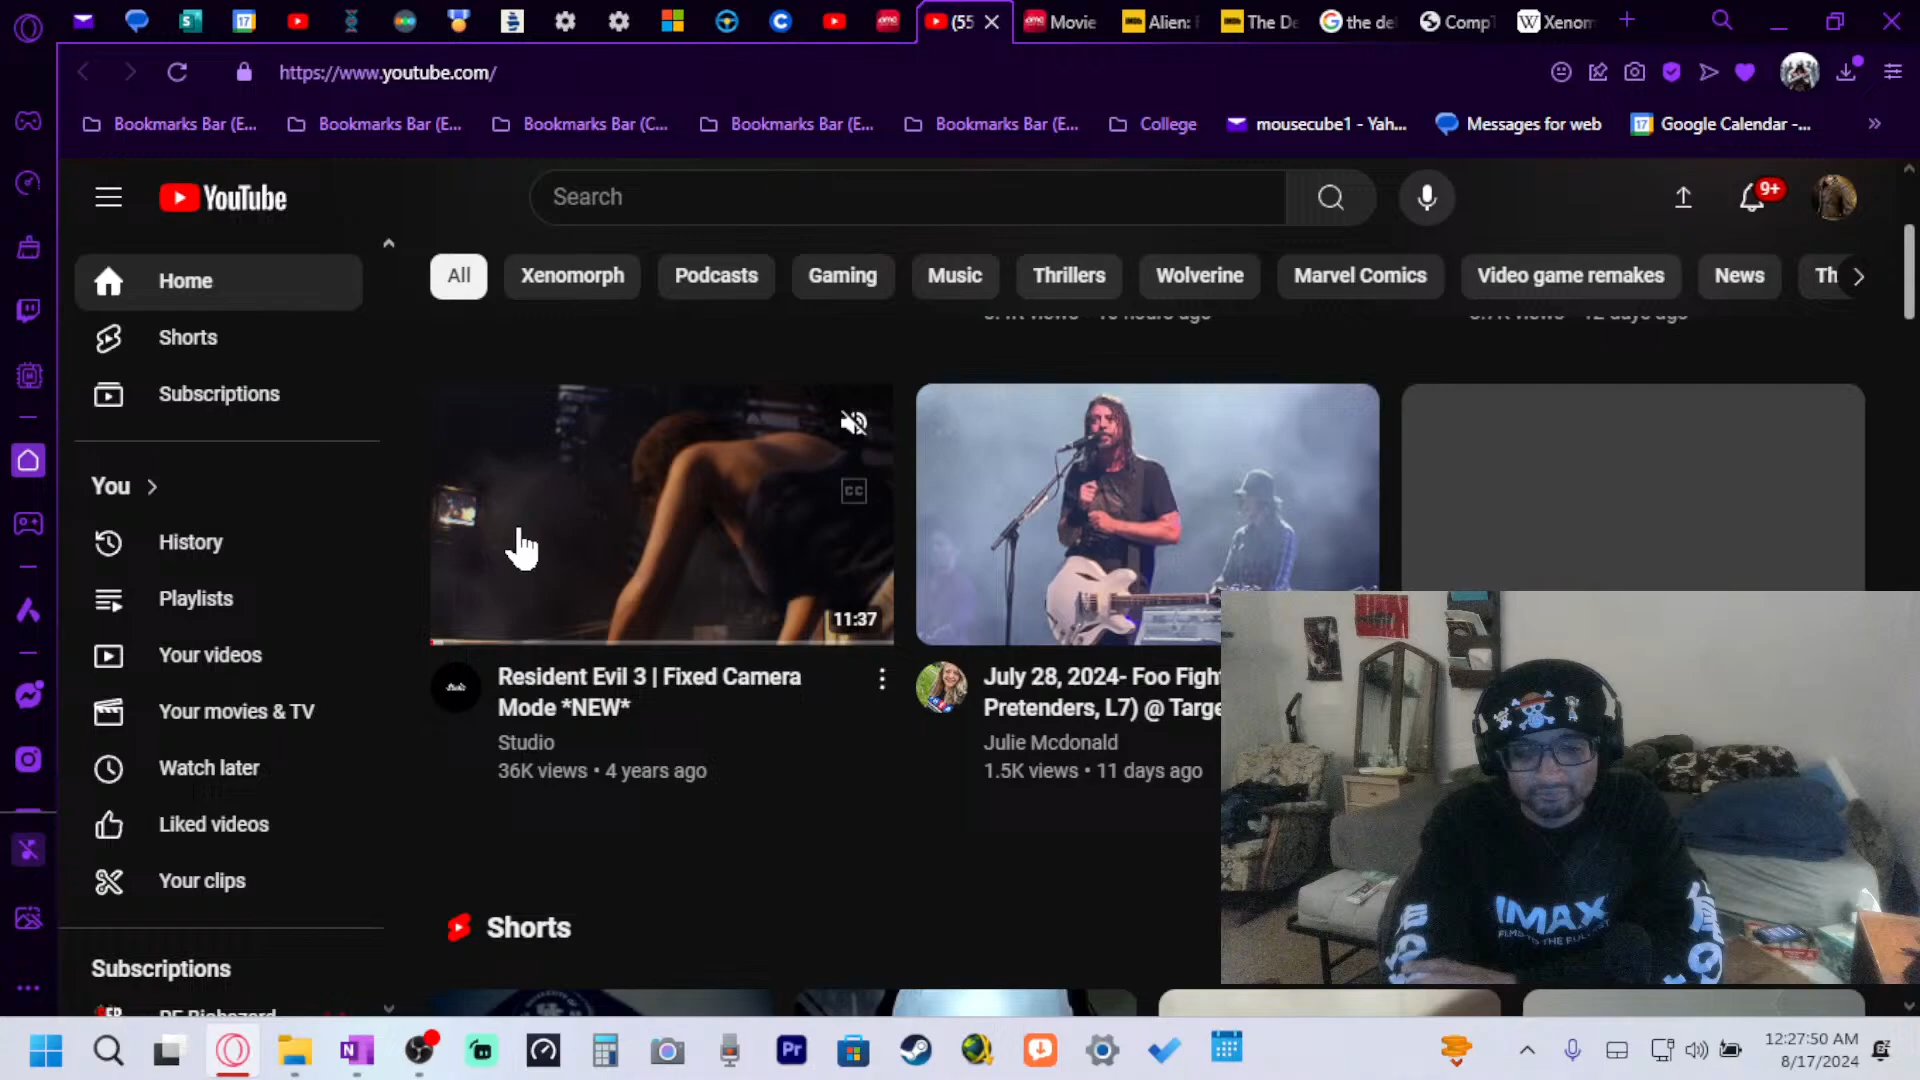 (55
Movie
Alien:
The De
the de
Comp
Xenom
https://www.youtube.com/
Bookmarks Bar (E...
Bookmarks Bar (E...
Bookmarks Bar (C...
Bookmarks Bar (E...
Bookmarks Bar (E...
College
mousecube1 - Yah...
Messages for web
17
Google Calendar -...
YouTube
Search
9+
Home
Shorts
Subscriptions
You
History
Playlists
Your videos
Your movies & TV
Watch later
Liked videos
Your clips
Subscriptions
All
Xenomorph
Podcasts
Gaming
Music
Thrillers
Wolverine
Marvel Comics
Video game remakes
News
Th
CC
11:37
Resident Evil 3 | Fixed Camera
Mode *NEW*
Studio
36K views • 4 years ago
July 28, 2024- Foo Figh
Pretenders, L7) @ Targe
Julie Mcdonald
1.5K views • 11 days ago
Shorts
IMAX
Pr
12:27:50 AM
8/17/2024